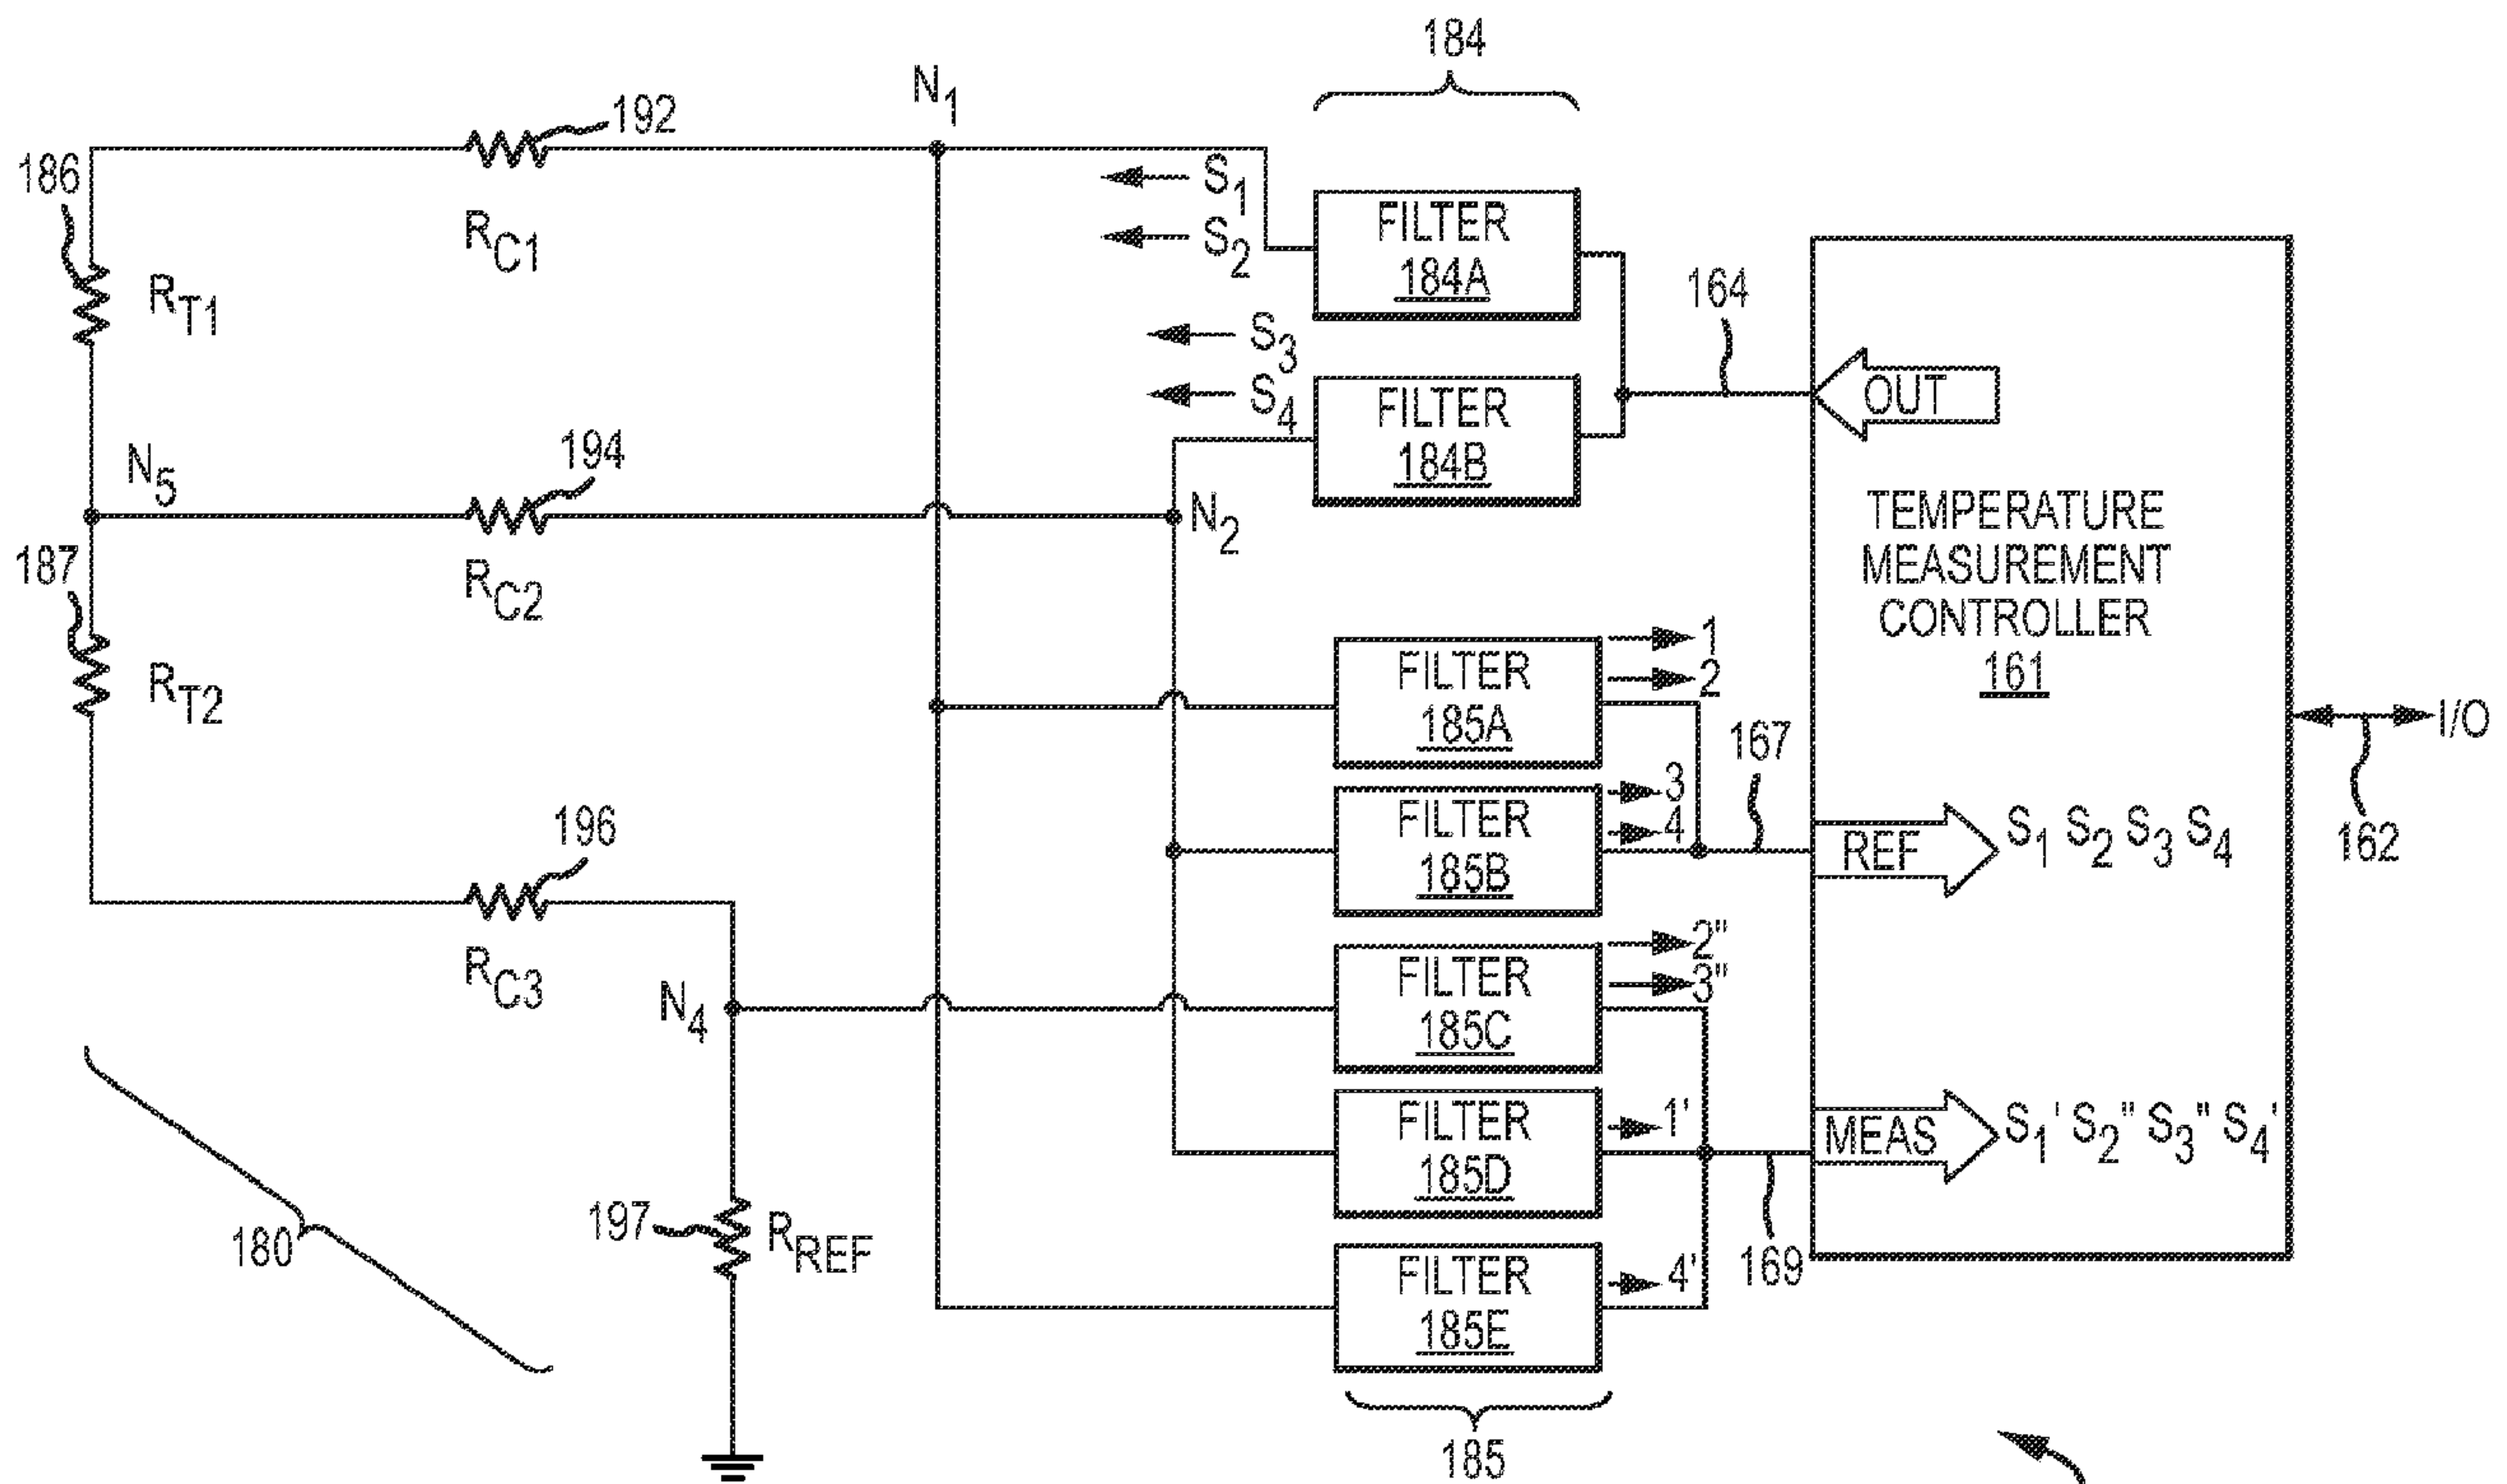 184
N1
192
S1
186
RC1
FILTER
184A
S2
RT1
164
S3
OUT
S4
FILTER
184B
194
N5
N2
RC2
TEMPERATURE
MEASUREMENT
CONTROLLER
161
187
RT2
1
2
FILTER
185A
167
I/O
162
3
4
FILTER
185B
REF
S1 S2 S3 S4
196
RC3
N4
2"
3"
FILTER
185C
1'
FILTER
185D
MEAS
S1' S2" S3" S4'
169
180
197
RREF
4'
FILTER
185E
185